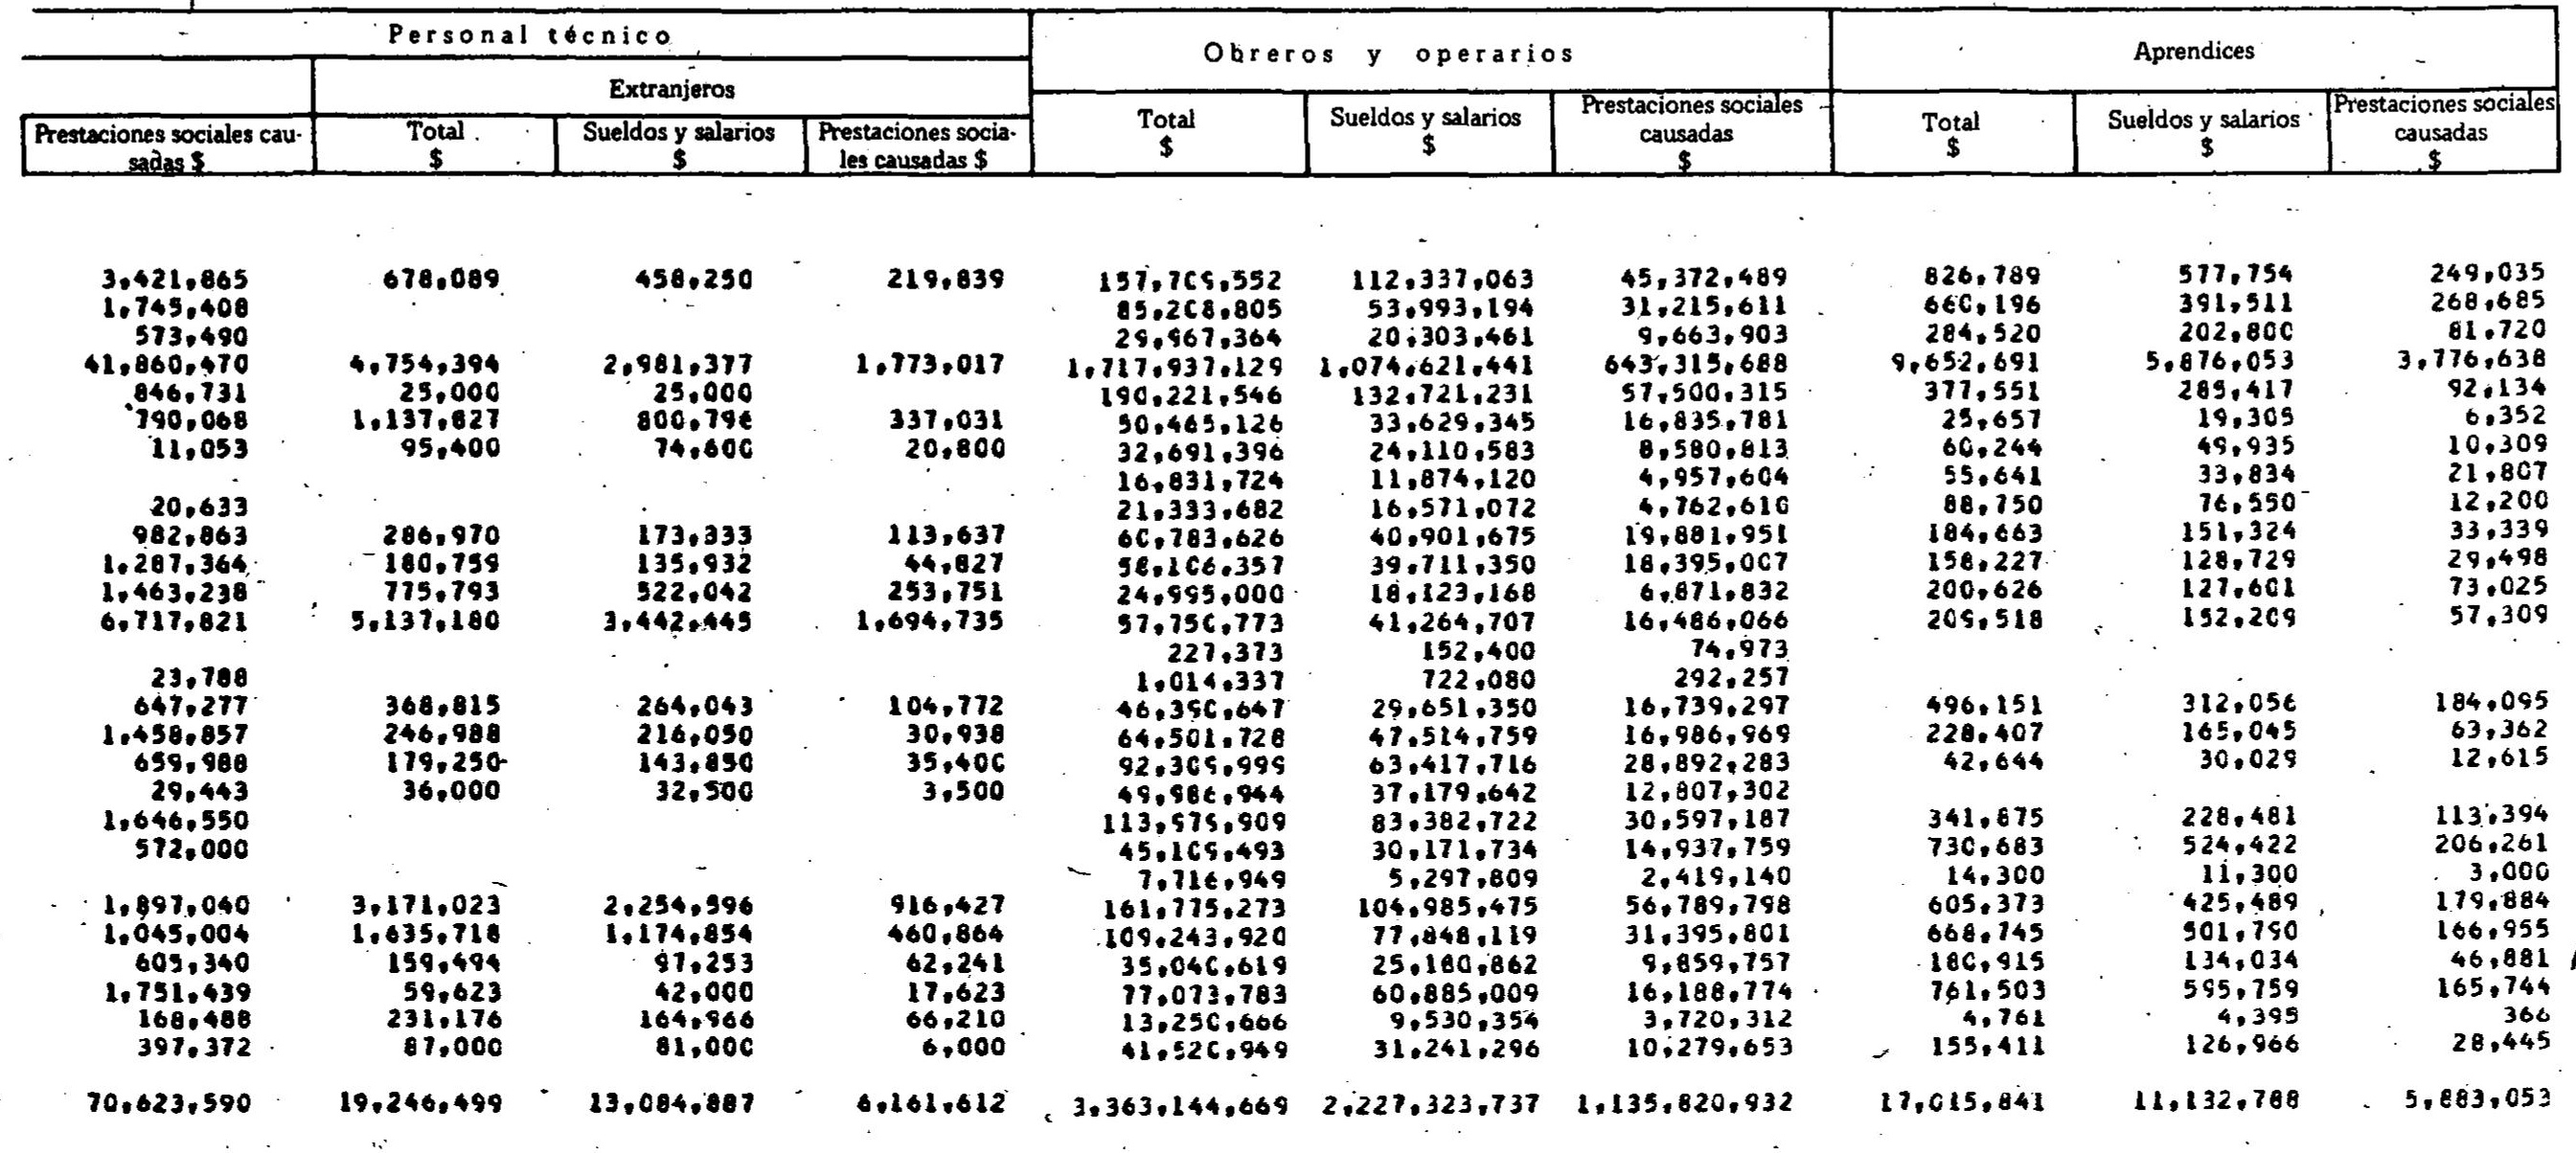 Personal técnico
Obreros y operarios
Aprendices
Extranjeros
Prestaciones sociales causadas $ Total $ Sueldos y salarios $ Prestaciones sociales causadas $ Total $ Sueldos y salarios $ Prestaciones sociales causadas $ Total $ Sueldos y salarios $ Prestaciones sociales causadas $
3,421,865 678,089 458,250 219,839 157,709,552 112,337,063 45,372,489 826,789 577,754 249,035
1,745,408 85,208,805 53,993,194 31,215,611 660,196 391,511 268,685
573,490 29,967,364 20,303,461 9,663,903 284,520 202,800 81,720
41,860,470 4,754,394 2,981,377 1,773,017 1,717,937,129 1,074,621,441 643,315,688 9,652,691 5,876,053 3,776,638
846,731 25,000 25,000 190,221,546 132,721,231 57,500,315 377,551 285,417 92,134
790,068 1,137,827 800,796 337,031 50,465,126 33,629,345 16,835,781 25,657 19,305 6,352
11,053 95,400 74,600 20,800 32,691,396 24,110,583 8,580,813 60,244 49,935 10,309
16,831,724 11,874,120 4,957,604 55,641 33,834 21,807
20,633 21,333,682 16,571,072 4,762,610 88,750 76,550 12,200
982,863 286,970 173,333 113,637 60,783,626 40,901,675 19,881,951 184,663 151,324 33,339
1,287,364 180,759 135,932 44,827 58,106,357 39,711,350 18,395,007 158,227 128,729 29,498
1,463,238 775,793 522,042 253,751 24,995,000 18,123,168 6,871,832 200,626 127,601 73,025
6,717,821 5,137,180 3,442,445 1,694,735 57,750,773 41,264,707 16,486,066 209,518 152,209 57,309
227,373 152,400 74,973
23,788 1,014,337 722,080 292,257
647,277 368,815 264,043 104,772 46,390,647 29,651,350 16,739,297 496,151 312,056 184,095
1,458,857 246,988 216,050 30,938 64,501,728 47,514,759 16,986,969 228,407 165,045 63,362
659,988 179,250 143,850 35,400 92,309,999 63,417,716 28,892,283 42,644 30,029 12,615
29,443 36,000 32,500 3,500 49,986,944 37,179,642 12,807,302
1,646,550 113,979,909 83,382,722 30,597,187 341,875 228,481 113,394
572,000 45,109,493 30,171,734 14,937,759 730,683 524,422 206,261
7,716,949 5,297,809 2,419,140 14,300 11,300 3,000
1,897,040 3,171,023 2,254,596 916,427 161,775,273 104,985,475 56,789,798 605,373 425,489 179,884
1,045,004 1,635,718 1,174,854 460,864 109,243,920 77,848,119 31,395,801 668,745 501,790 166,955
605,340 159,494 97,253 62,241 35,040,619 25,180,862 9,859,757 180,915 134,034 46,881
1,751,439 59,623 42,000 17,623 77,073,783 60,885,009 16,188,774 761,503 595,759 165,744
168,488 231,176 164,966 66,210 13,250,666 9,530,354 3,720,312 4,761 4,395 366
397,372 87,000 81,000 6,000 41,520,949 31,241,296 10,279,653 155,411 126,966 28,445
70,623,590 19,246,499 13,084,887 6,161,612 3,363,144,669 2,227,323,737 1,135,820,932 17,015,841 11,132,788 5,883,053